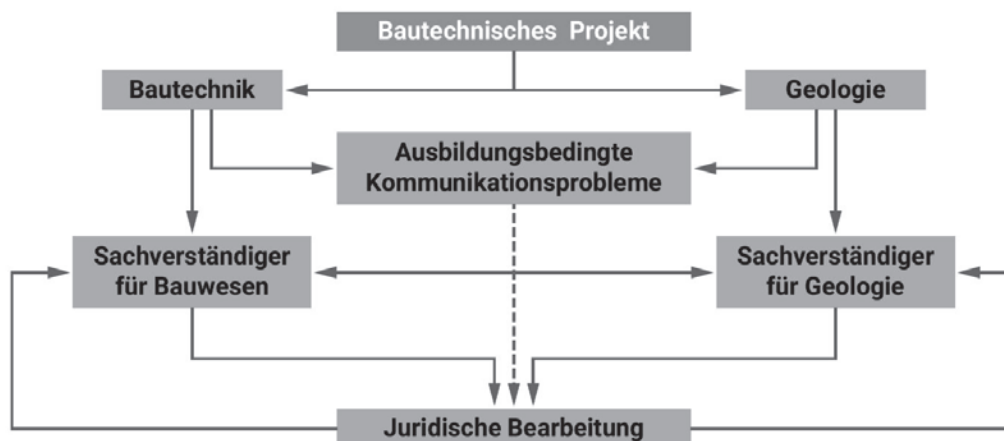 Bautechnisches Projekt
Bautechnik
Geologie
Ausbildungsbedingte
Kommunikationsprobleme
Sachverständiger
für Bauwesen
Sachverständiger
für Geologie
Juridische Bearbeitung